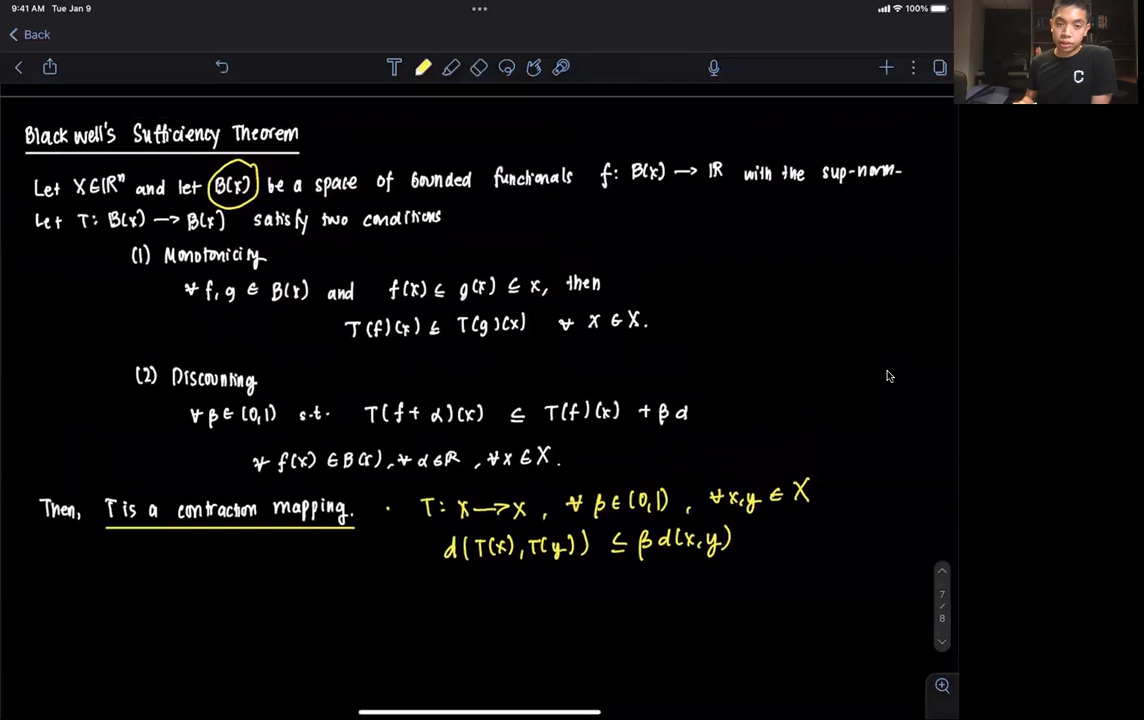 9:41 AM Tue Jan 9
100%
Back
Blackwell's Sufficiency Theorem
Let X∈ℝⁿ and let B(x) be a space of bounded functionals f: B(x) → ℝ with the sup-norm.
Let T: B(x) → B(x) satisfy two conditions
(1) Monotonicity
∀ f, g ∈ B(x) and f(x) ≤ g(x) ≤ x, then
T(f)(x) ≤ T(g)(x) ∀ x ∈ X.
(2) Discounting
∀ β ∈ (0,1) s.t. T(f + α)(x) ≤ T(f)(x) + β α
∀ f(x) ∈ B(x), ∀ α ∈ ℝ, ∀ x ∈ X.
Then, T is a contraction mapping. · T: X → X, ∀ β ∈ (0,1), ∀ x, y ∈ X
d(T(x), T(y)) ≤ β d(x, y)
7
/
8